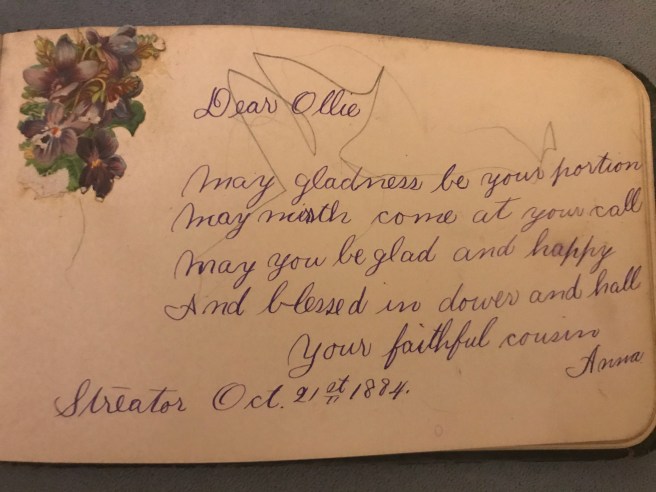 Dear Ollie
May gladness be your portion
May mirth come at your call
May you be glad and happy
And blessed in dower and hall
Your faithful cousin
Anna
Streator Oct. 21st 1884.